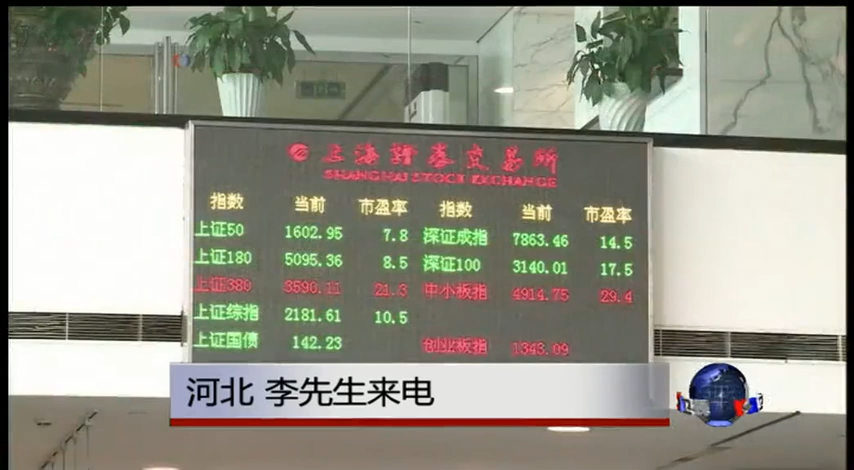 上海證券交易所
SHANGHAI STOCK EXCHANGE
指数 当前 市盈率 指数 当前 市盈率
上证50 1602.95 7.8 深证成指 7863.46 14.5
上证180 5095.36 8.5 深证100 3140.01 17.5
上证380 3590.11 21.3 中小板指 4914.75 29.4
上证综指 2181.61 10.5
上证国债 142.23 创业板指 1343.09
河北 李先生来电